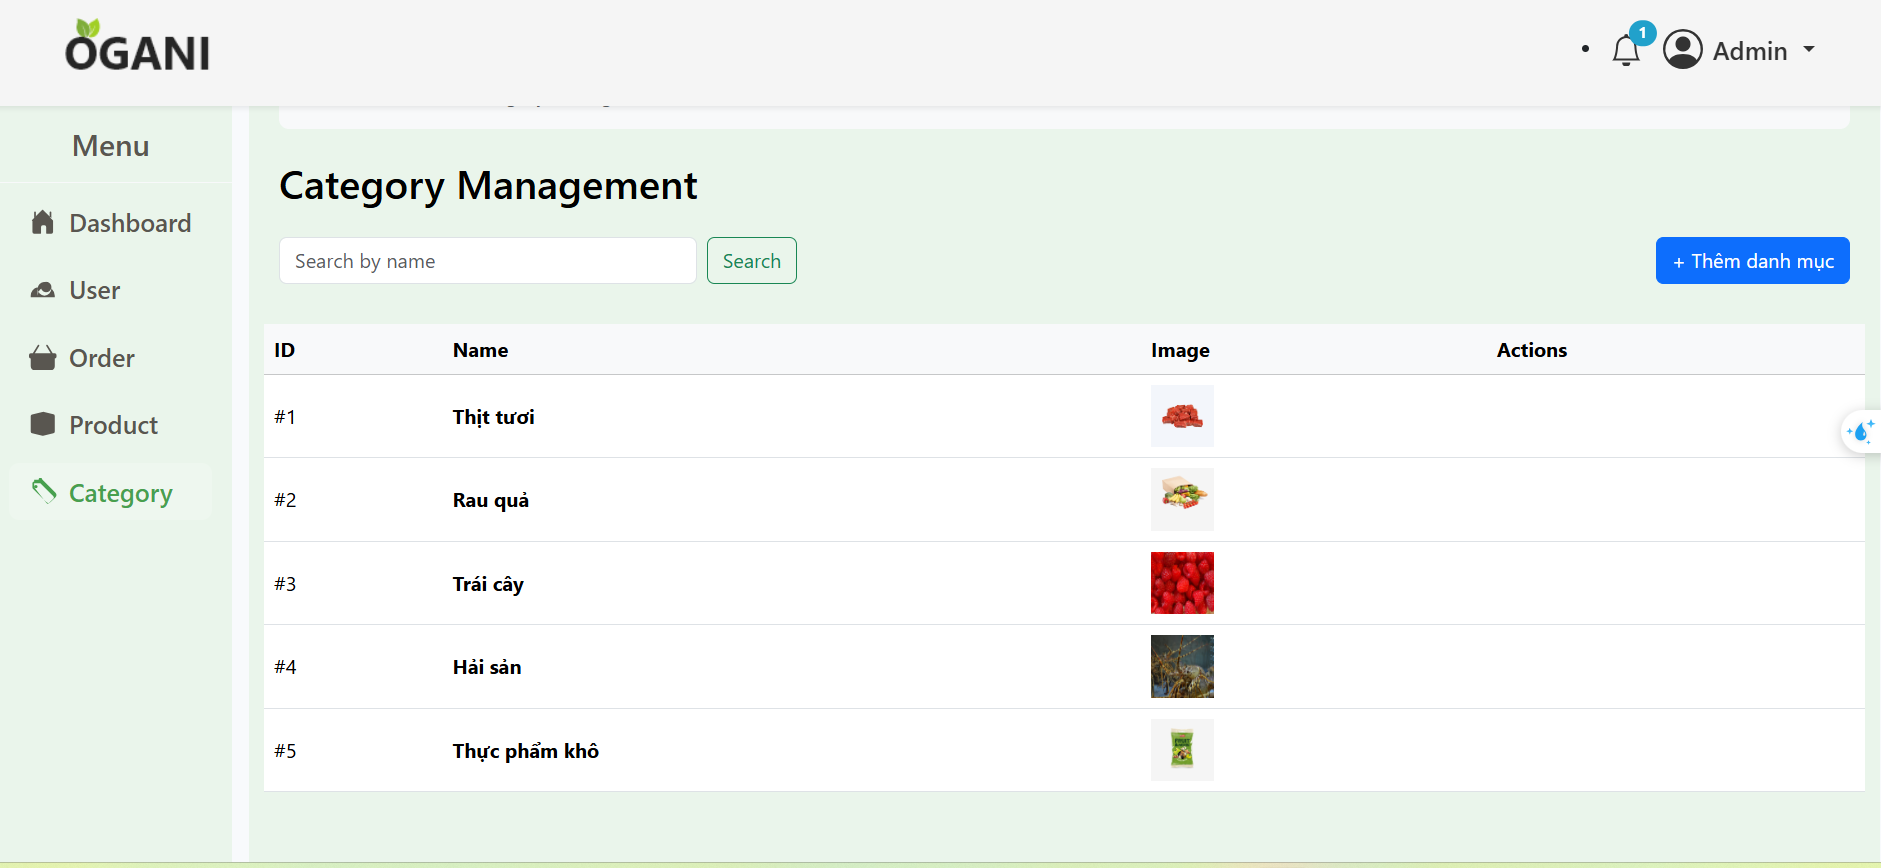 OGANI
1
Admin
Menu
Dashboard
User
Order
Product
Category
Category Management
Search by name
Search
+ Thêm danh mục
ID Name Image Actions
#1 Thịt tươi
#2 Rau quả
#3 Trái cây
#4 Hải sản
#5 Thực phẩm khô